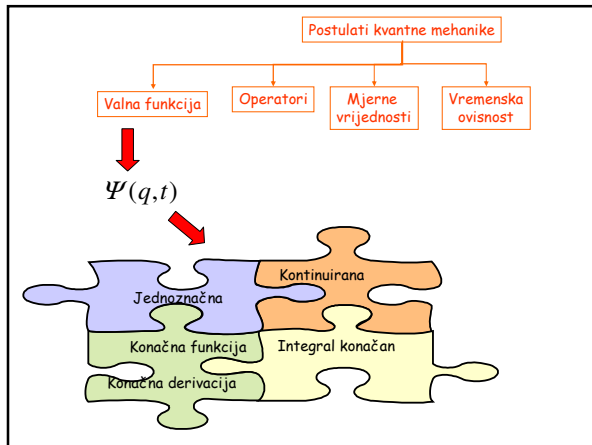 Postulati kvantne mehanike
Valna funkcija
Operatori
Mjerne
vrijednosti
Vremenska
ovisnost
Ψ(q,t)
Kontinuirana
Jednoznačna
Konačna funkcija
Integral konačan
Konačna derivacija